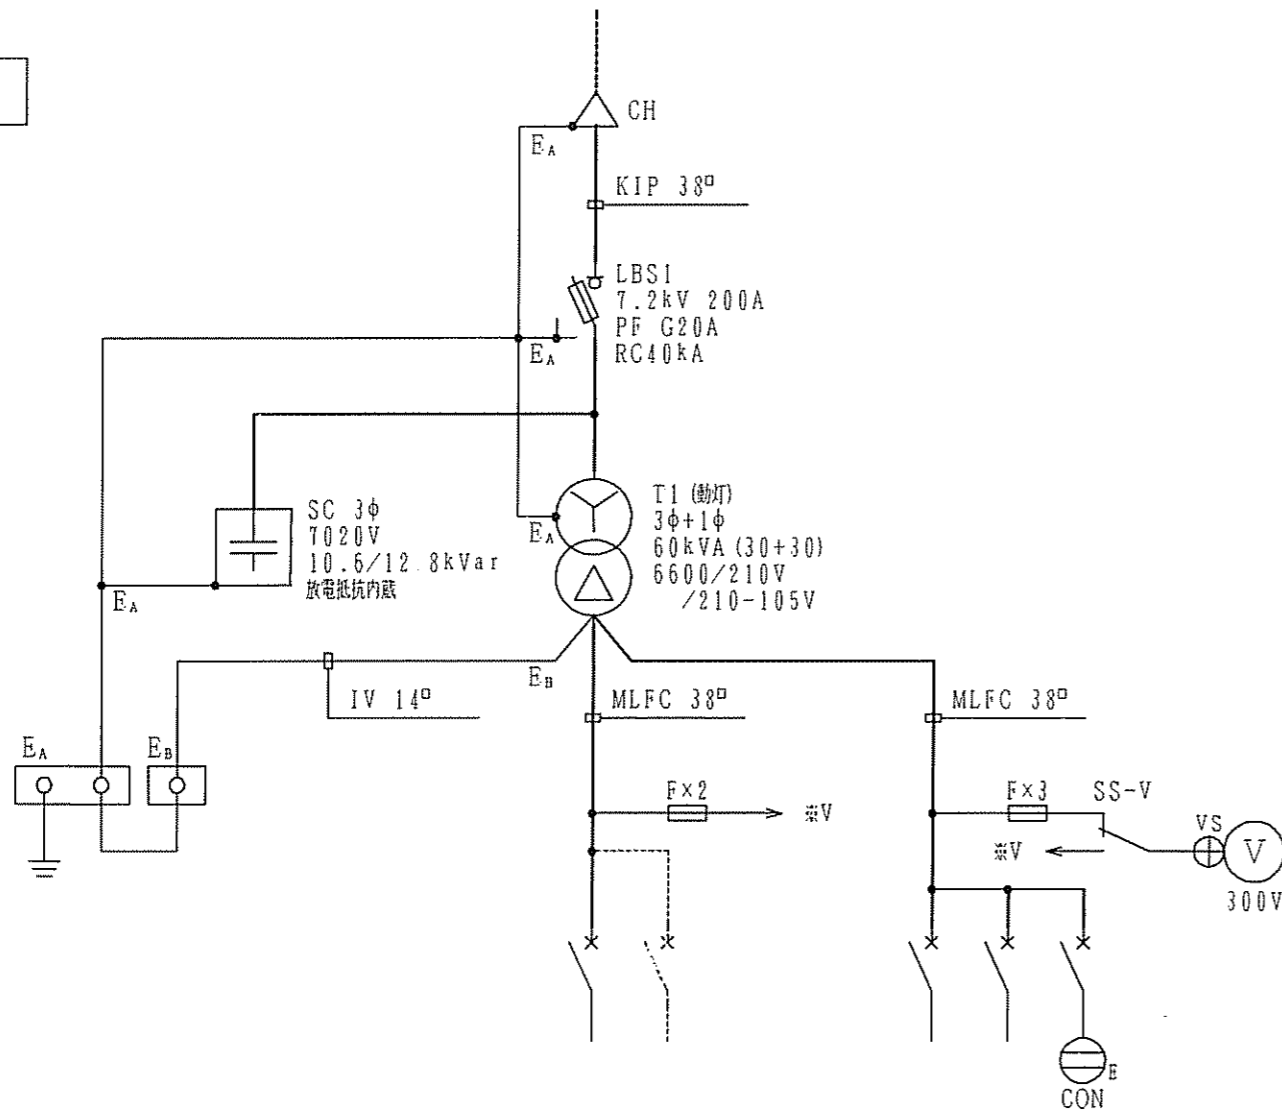 CH
EA
KIP 38□
LBS1
7.2kV 200A
PF G20A
RC40kA
EA
SC 3φ
7020V
10.6/12.8kVar
放電抵抗内蔵
EA
T1 (動灯)
3φ+1φ
60kVA (30+30)
6600/210V
/210-105V
EA
EB
IV 14□
MLFC 38□
MLFC 38□
EA
EB
F×2
※V
F×3
SS-V
※V
VS
V
300V
E
CON